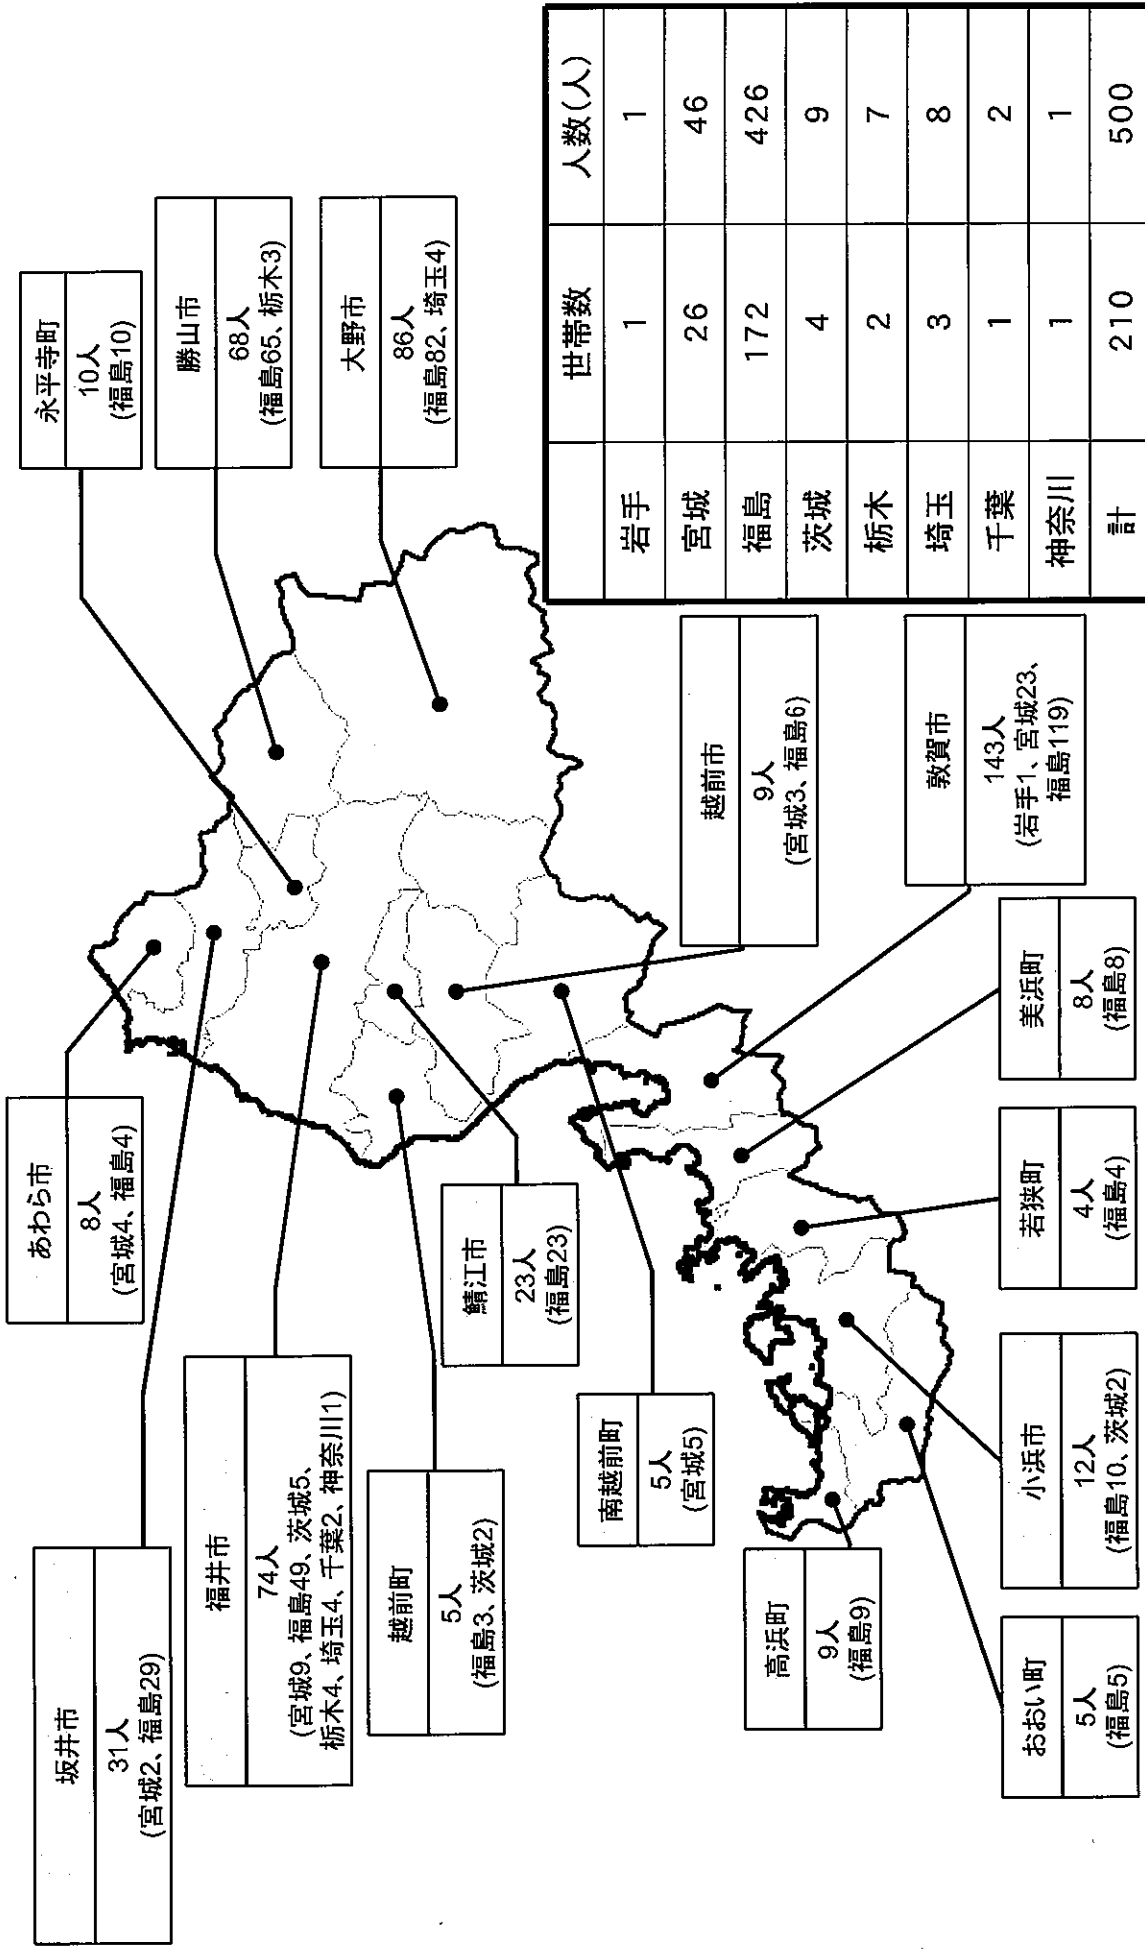 永平寺町
10人
(福島10)
勝山市
68人
(福島65、栃木3)
大野市
86人
(福島82、埼玉4)
あわら市
8人
(宮城4、福島4)
坂井市
31人
(宮城2、福島29)
福井市
74人
(宮城9、福島49、茨城5、
栃木4、埼玉4、千葉2、神奈川1)
越前町
5人
(福島3、茨城2)
鯖江市
23人
(福島23)
南越前町
5人
(宮城5)
越前市
9人
(宮城3、福島6)
敦賀市
143人
(岩手1、宮城23、
福島119)
美浜町
8人
(福島8)
若狭町
4人
(福島4)
小浜市
12人
(福島10、茨城2)
おおい町
5人
(福島5)
高浜町
9人
(福島9)
世帯数 人数(人)
岩手 1 1
宮城 26 46
福島 172 426
茨城 4 9
栃木 2 7
埼玉 3 8
千葉 1 2
神奈川 1 1
計 210 500